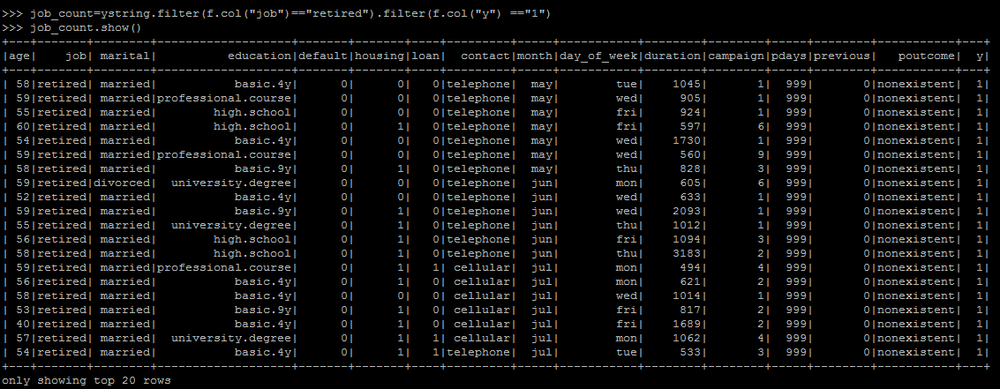 >>> job_count=ystring.filter(f.col("job")=="retired").filter(f.col("y") =="1")
>>> job_count.show()
+---+-------+--------+-------------------+-------+-------+----+---------+-----+-----------+--------+--------+-----+--------+-----------+---+
|age|    job| marital|          education|default|housing|loan|  contact|month|day_of_week|duration|campaign|pdays|previous|   poutcome|  y|
+---+-------+--------+-------------------+-------+-------+----+---------+-----+-----------+--------+--------+-----+--------+-----------+---+
| 58|retired| married|           basic.4y|      0|      0|   0|telephone|  may|        tue|    1045|       1|  999|       0|nonexistent|  1|
| 59|retired| married|professional.course|      0|      0|   0|telephone|  may|        wed|     905|       1|  999|       0|nonexistent|  1|
| 55|retired| married|        high.school|      0|      0|   0|telephone|  may|        fri|     924|       1|  999|       0|nonexistent|  1|
| 60|retired| married|        high.school|      0|      1|   0|telephone|  may|        fri|     597|       6|  999|       0|nonexistent|  1|
| 54|retired| married|           basic.4y|      0|      0|   0|telephone|  may|        wed|    1730|       1|  999|       0|nonexistent|  1|
| 59|retired| married|professional.course|      0|      0|   0|telephone|  may|        wed|     560|       9|  999|       0|nonexistent|  1|
| 58|retired| married|           basic.9y|      0|      1|   0|telephone|  may|        thu|     828|       3|  999|       0|nonexistent|  1|
| 59|retired|divorced|  university.degree|      0|      0|   0|telephone|  jun|        mon|     605|       6|  999|       0|nonexistent|  1|
| 52|retired| married|           basic.4y|      0|      0|   0|telephone|  jun|        wed|     633|       1|  999|       0|nonexistent|  1|
| 59|retired| married|           basic.9y|      0|      1|   0|telephone|  jun|        wed|    2093|       1|  999|       0|nonexistent|  1|
| 55|retired| married|  university.degree|      0|      1|   0|telephone|  jun|        thu|    1012|       1|  999|       0|nonexistent|  1|
| 56|retired| married|        high.school|      0|      1|   0|telephone|  jun|        fri|    1094|       3|  999|       0|nonexistent|  1|
| 58|retired| married|        high.school|      0|      1|   0|telephone|  jun|        thu|    3183|       2|  999|       0|nonexistent|  1|
| 59|retired| married|professional.course|      0|      1|   1| cellular|  jul|        mon|     494|       4|  999|       0|nonexistent|  1|
| 56|retired| married|           basic.4y|      0|      1|   0| cellular|  jul|        mon|     621|       2|  999|       0|nonexistent|  1|
| 58|retired| married|           basic.4y|      0|      0|   0| cellular|  jul|        wed|    1014|       1|  999|       0|nonexistent|  1|
| 53|retired| married|           basic.9y|      0|      1|   0| cellular|  jul|        fri|     817|       2|  999|       0|nonexistent|  1|
| 40|retired| married|           basic.4y|      0|      1|   0| cellular|  jul|        fri|    1689|       2|  999|       0|nonexistent|  1|
| 57|retired| married|  university.degree|      0|      1|   1| cellular|  jul|        mon|    1062|       4|  999|       0|nonexistent|  1|
| 54|retired| married|           basic.4y|      0|      1|   1|telephone|  jul|        tue|     533|       3|  999|       0|nonexistent|  1|
+---+-------+--------+-------------------+-------+-------+----+---------+-----+-----------+--------+--------+-----+--------+-----------+---+
only showing top 20 rows